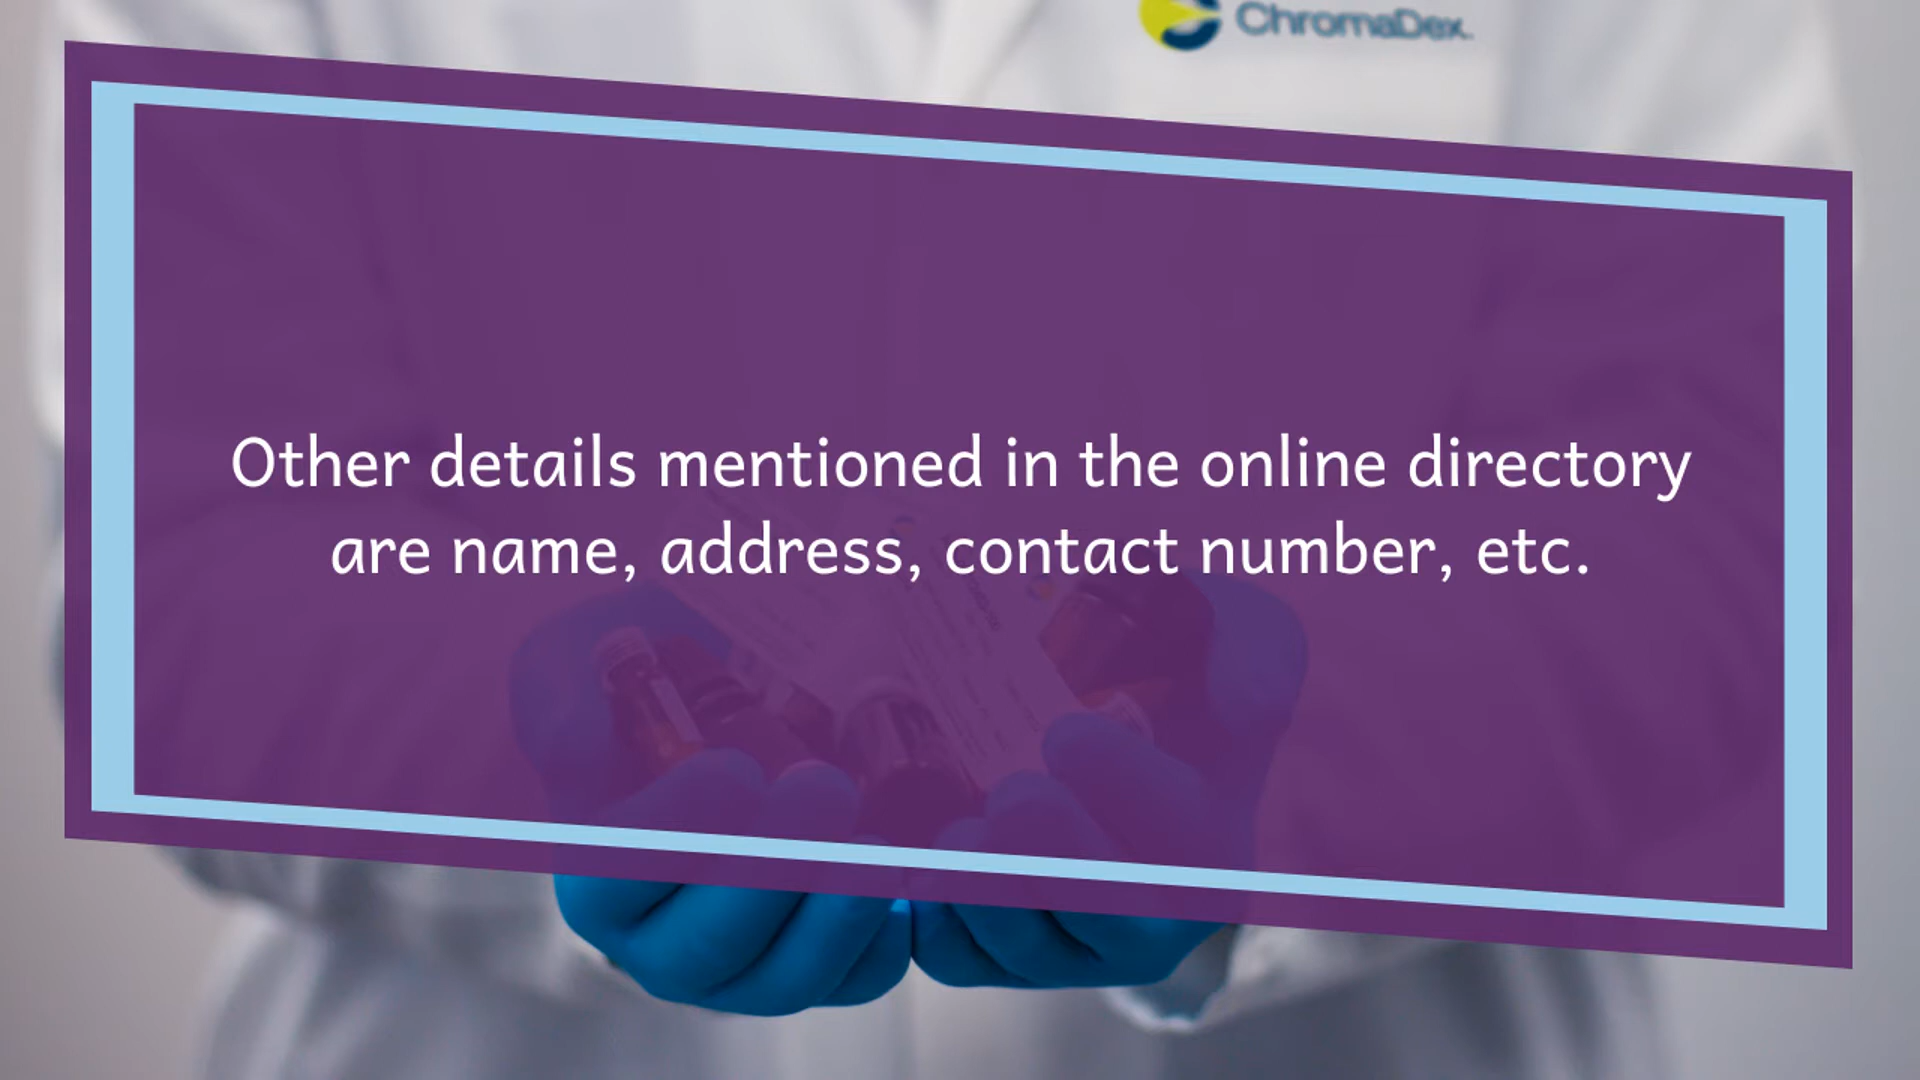 ChromaDex.
Other details mentioned in the online directory
are name, address, contact number, etc.